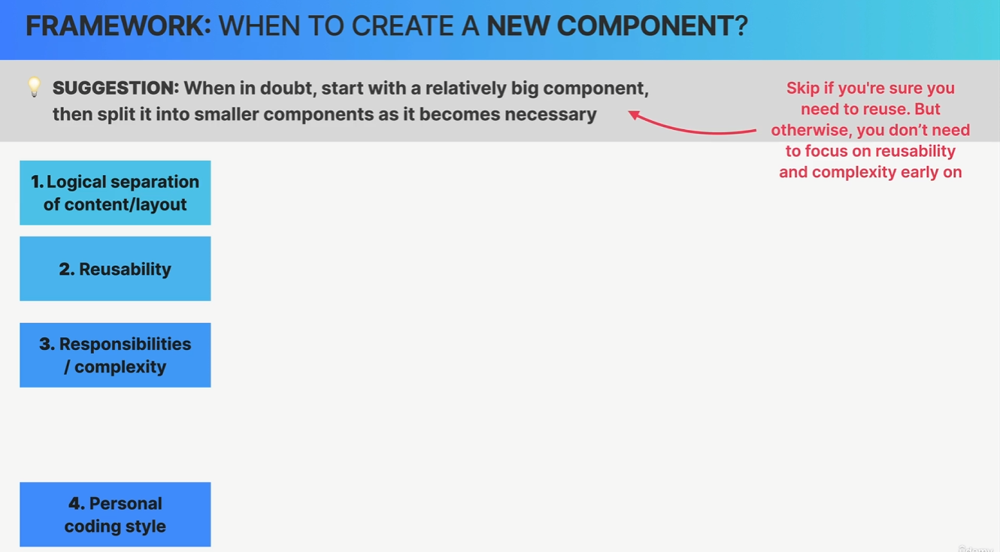 FRAMEWORK: WHEN TO CREATE A NEW COMPONENT?
SUGGESTION: When in doubt, start with a relatively big component,
then split it into smaller components as it becomes necessary
Skip if you're sure you
need to reuse. But
otherwise, you don’t need
to focus on reusability
and complexity early on
1. Logical separation
of content/layout
2. Reusability
3. Responsibilities
/ complexity
4. Personal
coding style